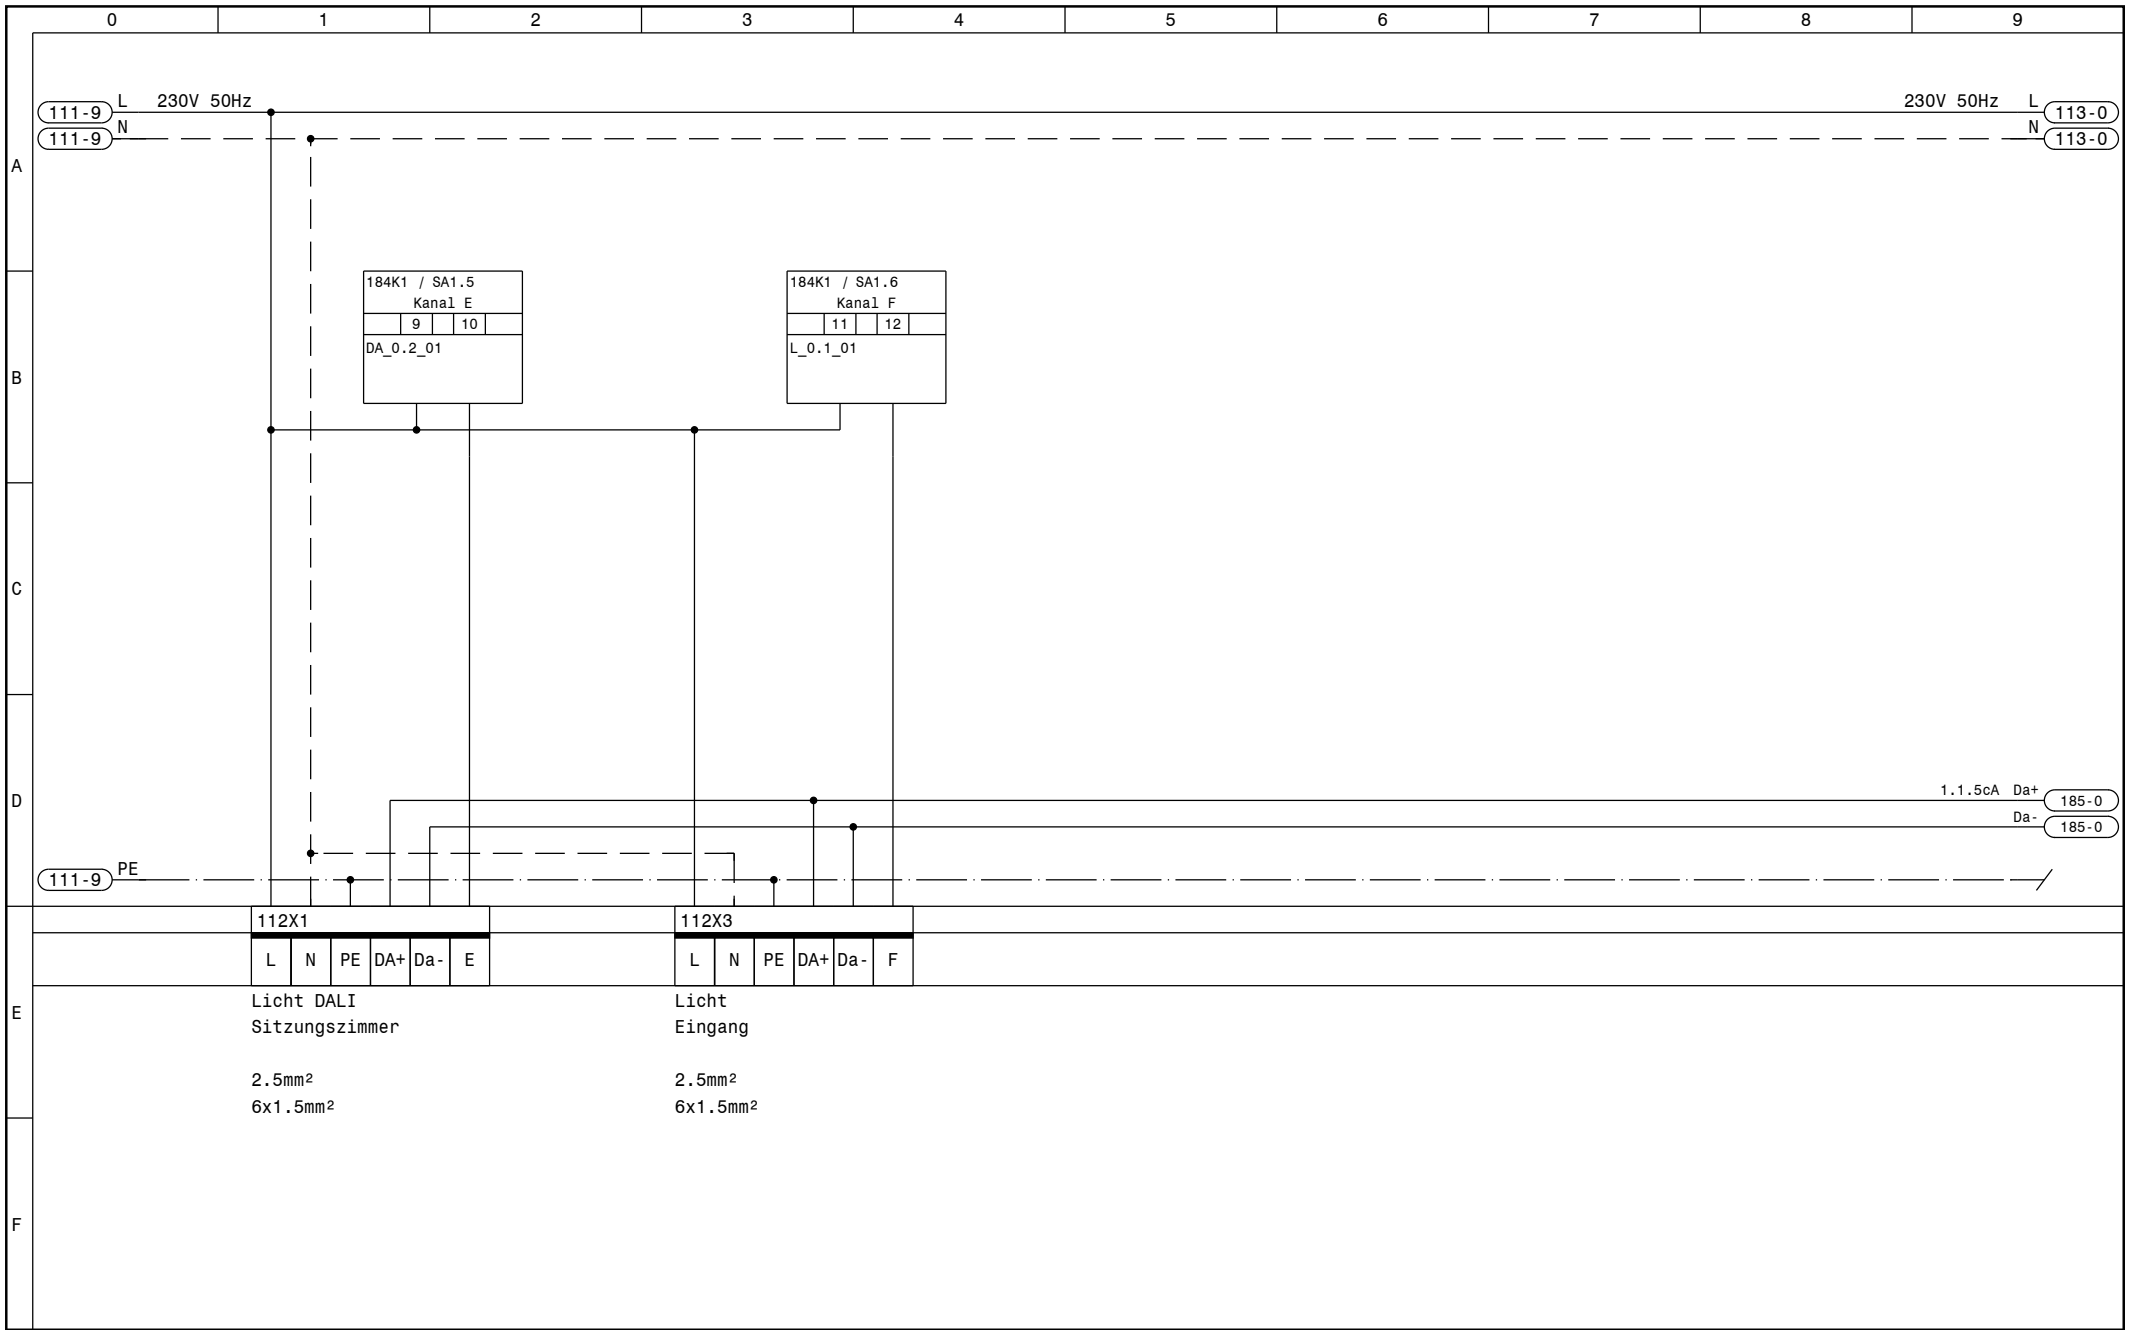 0 1 2 3 4 5 6 7 8 9
L 230V 50Hz 230V 50Hz L
111-9 113-0
N N
111-9 113-0
A
184K1 / SA1.5 184K1 / SA1.6
Kanal E Kanal F
9 10 11 12
DA_0.2_01 L_0.1_01
B
C
1.1.5cA Da+
D 185-0
Da-
185-0
PE
111-9
112X1 112X3
L N PE DA+ Da- E L N PE DA+ Da- F
Licht DALI Licht
E
Sitzungszimmer Eingang
2.5mm² 2.5mm²
6x1.5mm² 6x1.5mm²
F